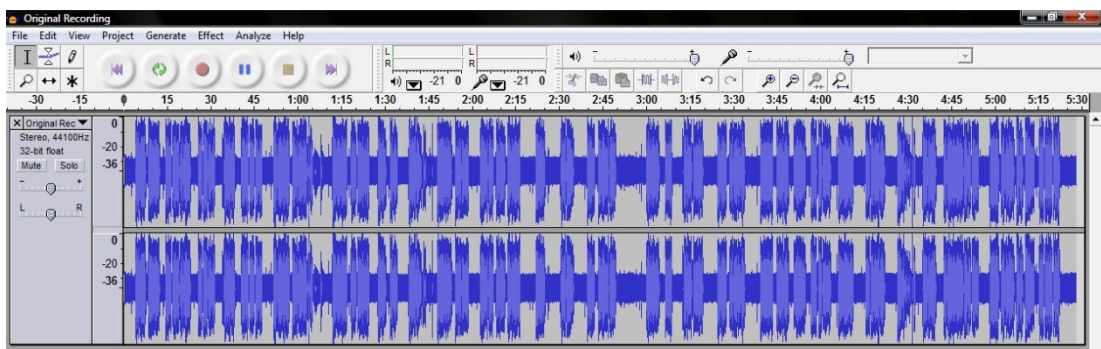 Original Recording
File Edit View Project Generate Effect Analyze Help
L
R
-21 0
L
R
-21 0
- +
- +
-30 -15 0 15 30 45 1:00 1:15 1:30 1:45 2:00 2:15 2:30 2:45 3:00 3:15 3:30 3:45 4:00 4:15 4:30 4:45 5:00 5:15 5:30
X Original Rec
Stereo, 44100Hz
32-bit float
Mute Solo
- +
L R
0
-20
-36
0
-20
-36